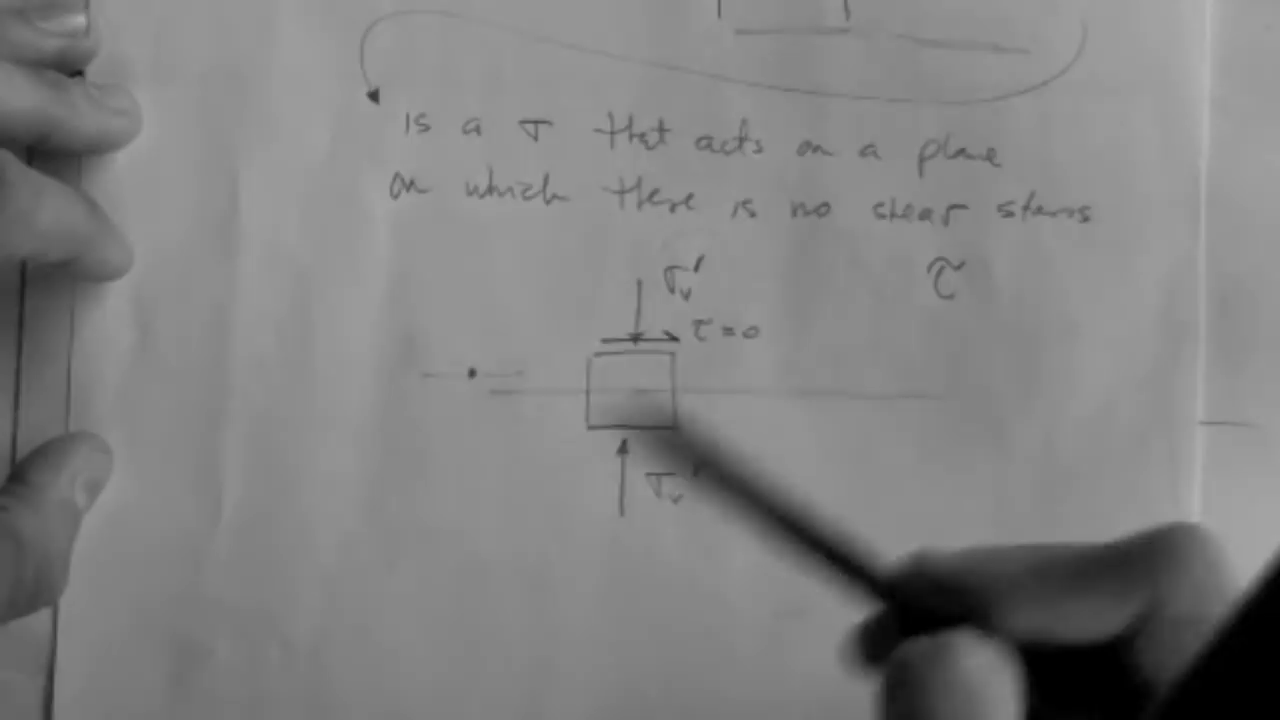 is a σ that acts on a plane
on which there is no shear stress
τ
σv'
τ = 0
σv'